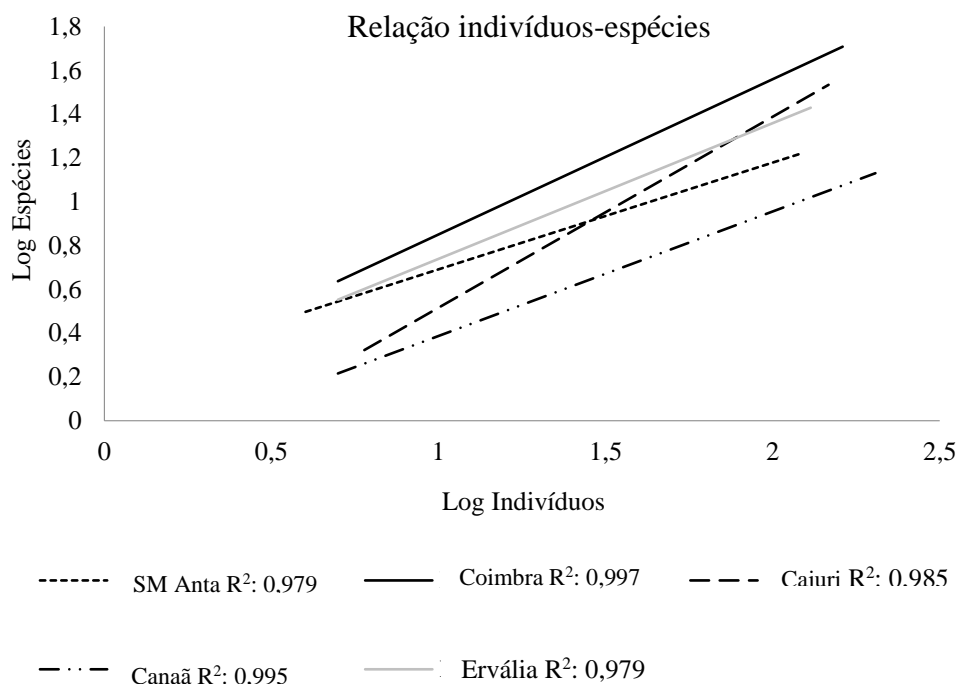 Relação indivíduos-espécies
Log Espécies
1,8
1,6
1,4
1,2
1
0,8
0,6
0,4
0,2
0
0
0,5
1
1,5
2
2,5
Log Indivíduos
SM Anta R²: 0,979
Coimbra R²: 0,997
Cajuri R²: 0,985
Canaã R²: 0,995
Ervália R²: 0,979